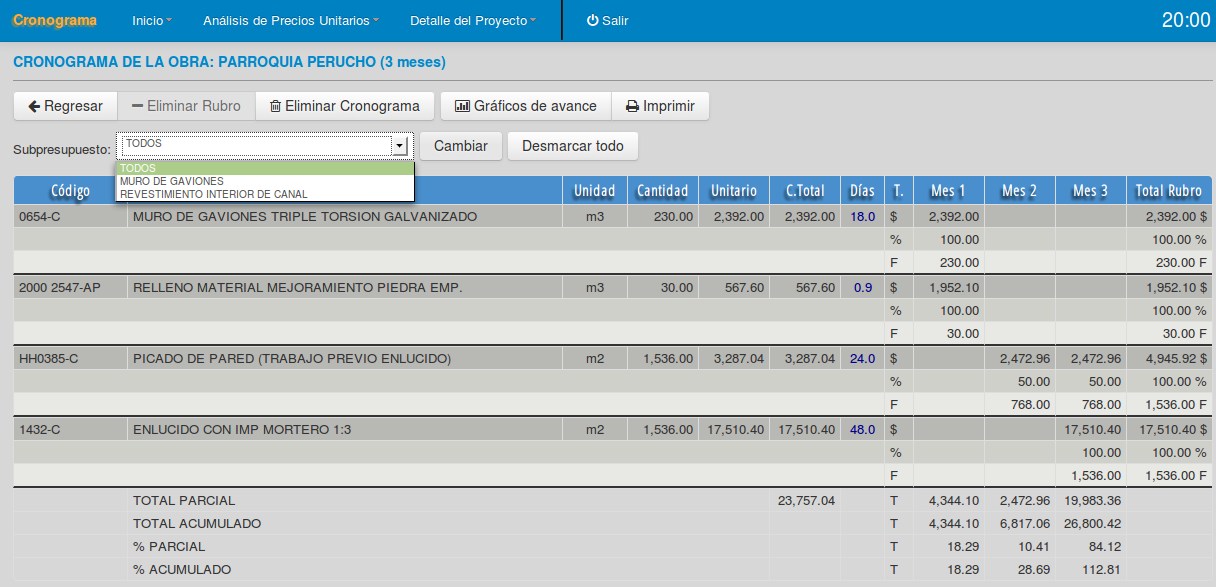 Cronograma Inicio Análisis de Precios Unitarios Detalle del Proyecto Salir 20:00
CRONOGRAMA DE LA OBRA: PARROQUIA PERUCHO (3 meses)
Regresar Eliminar Rubro Eliminar Cronograma Gráficos de avance Imprimir
Subpresupuesto: TODOS Cambiar Desmarcar todo
TODOS
MURO DE GAVIONES
REVESTIMIENTO INTERIOR DE CANAL
Código Unidad Cantidad Unitario C.Total Días T. Mes 1 Mes 2 Mes 3 Total Rubro
0654-C MURO DE GAVIONES TRIPLE TORSION GALVANIZADO m3 230.00 2,392.00 2,392.00 18.0 $ 2,392.00 2,392.00 $
% 100.00 100.00 %
F 230.00 230.00 F
2000 2547-AP RELLENO MATERIAL MEJORAMIENTO PIEDRA EMP. m3 30.00 567.60 567.60 0.9 $ 1,952.10 1,952.10 $
% 100.00 100.00 %
F 30.00 30.00 F
HH0385-C PICADO DE PARED (TRABAJO PREVIO ENLUCIDO) m2 1,536.00 3,287.04 3,287.04 24.0 $ 2,472.96 2,472.96 4,945.92 $
% 50.00 50.00 100.00 %
F 768.00 768.00 1,536.00 F
1432-C ENLUCIDO CON IMP MORTERO 1:3 m2 1,536.00 17,510.40 17,510.40 48.0 $ 17,510.40 17,510.40 $
% 100.00 100.00 %
F 1,536.00 1,536.00 F
TOTAL PARCIAL 23,757.04 T 4,344.10 2,472.96 19,983.36
TOTAL ACUMULADO T 4,344.10 6,817.06 26,800.42
% PARCIAL T 18.29 10.41 84.12
% ACUMULADO T 18.29 28.69 112.81